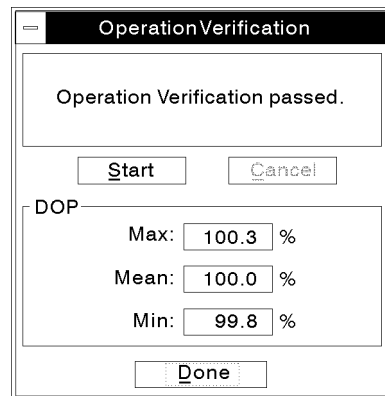 Operation Verification
Operation Verification passed.
Start Cancel
DOP
Max: 100.3 %
Mean: 100.0 %
Min: 99.8 %
Done